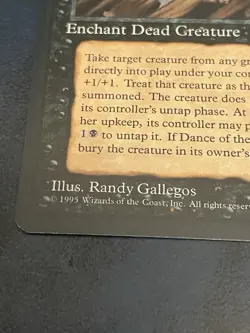 Enchant Dead Creature
Take target creature from any gr
directly into play under your con
+1/+1. Treat that creature as th
summoned. The creature does
its controller's untap phase. At
her upkeep, its controller may p
1 to untap it. If Dance of the
bury the creature in its owner's
Illus. Randy Gallegos
© 1995 Wizards of the Coast, Inc. All rights reser